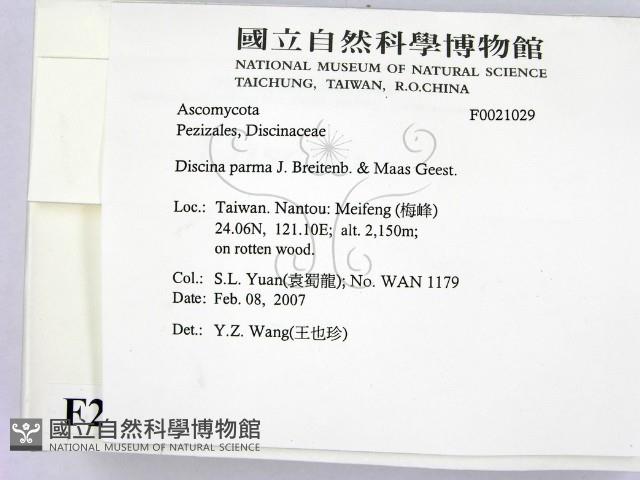 國立自然科學博物館
NATIONAL MUSEUM OF NATURAL SCIENCE
TAICHUNG, TAIWAN, R.O.CHINA
Ascomycota F0021029
Pezizales, Discinaceae
Discina parma J. Breitenb. & Maas Geest.
Loc.: Taiwan. Nantou: Meifeng (梅峰)
24.06N, 121.10E; alt. 2,150m;
on rotten wood.
Col.: S.L. Yuan(袁蜀龍); No. WAN 1179
Date: Feb. 08, 2007
Det.: Y.Z. Wang(王也珍)
F2
國立自然科學博物館
NATIONAL MUSEUM OF NATURAL SCIENCE